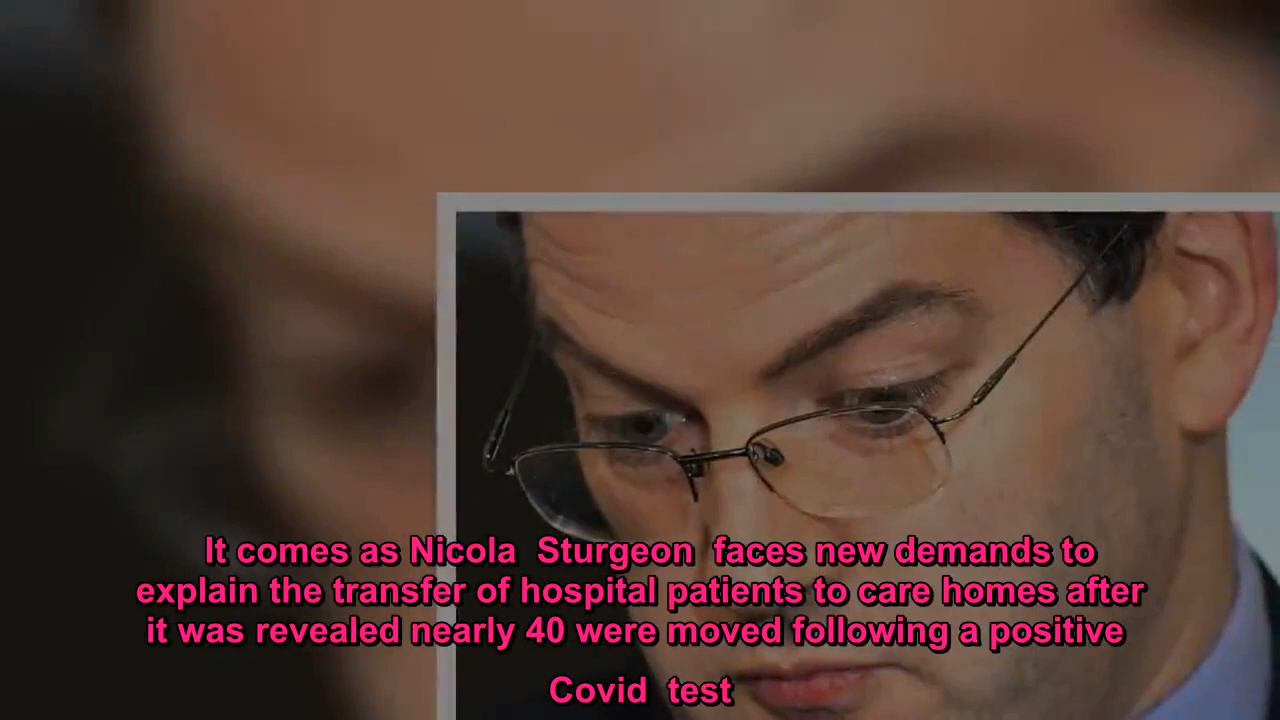 It comes as Nicola Sturgeon faces new demands to
explain the transfer of hospital patients to care homes after
it was revealed nearly 40 were moved following a positive
Covid test